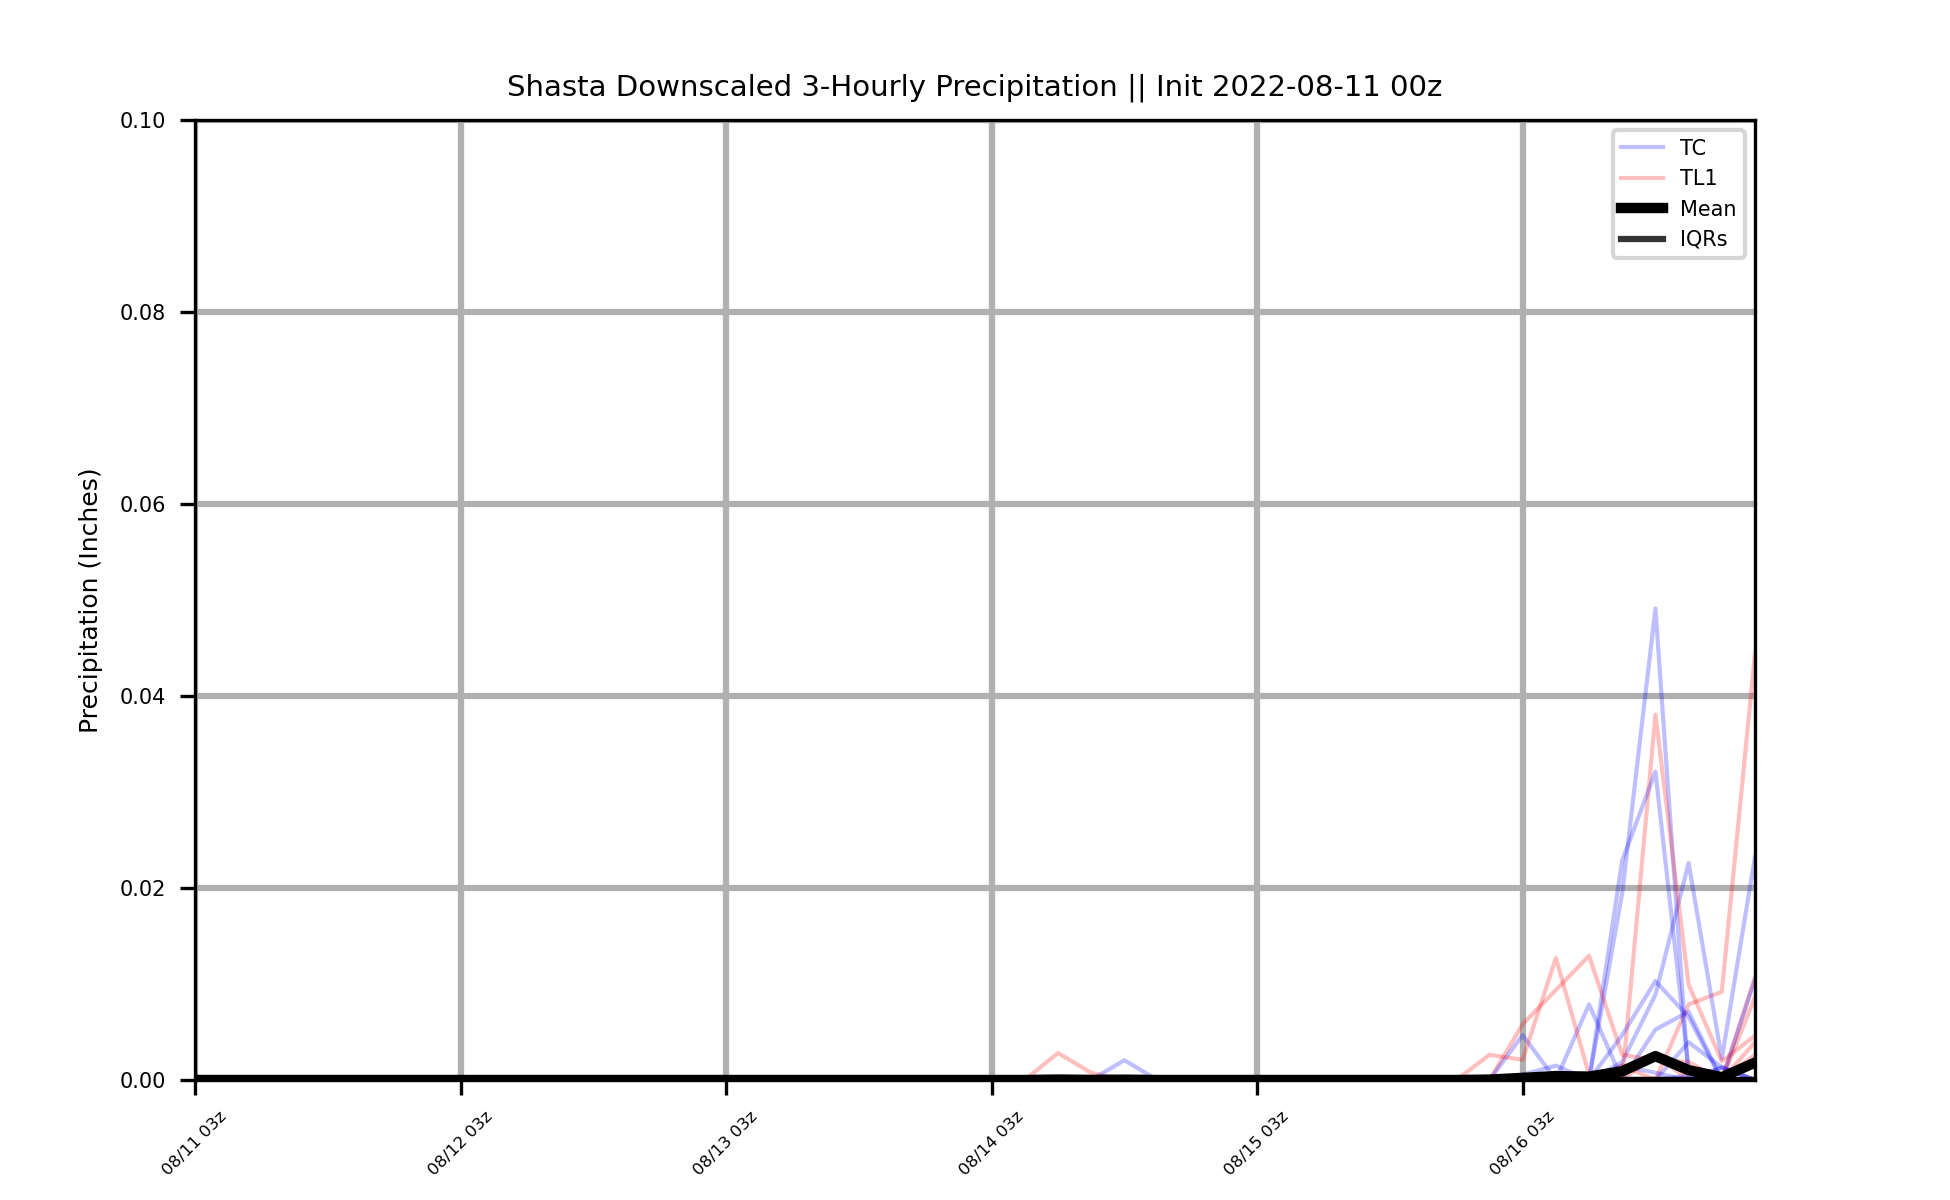 Shasta Downscaled 3-Hourly Precipitation || Init 2022-08-11 00z
Precipitation (Inches)
0.10
0.08
0.06
0.04
0.02
0.00
TC
TL1
Mean
IQRs
08/11 03z
08/12 03z
08/13 03z
08/14 03z
08/15 03z
08/16 03z